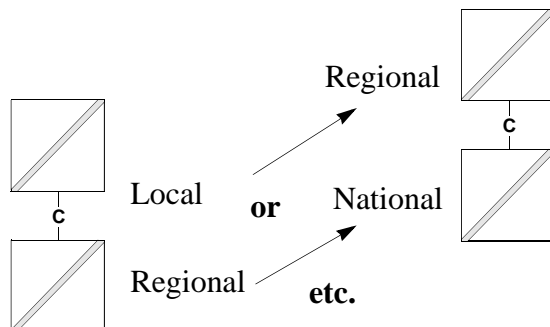 Regional
C
C
Local
or
National
Regional
etc.